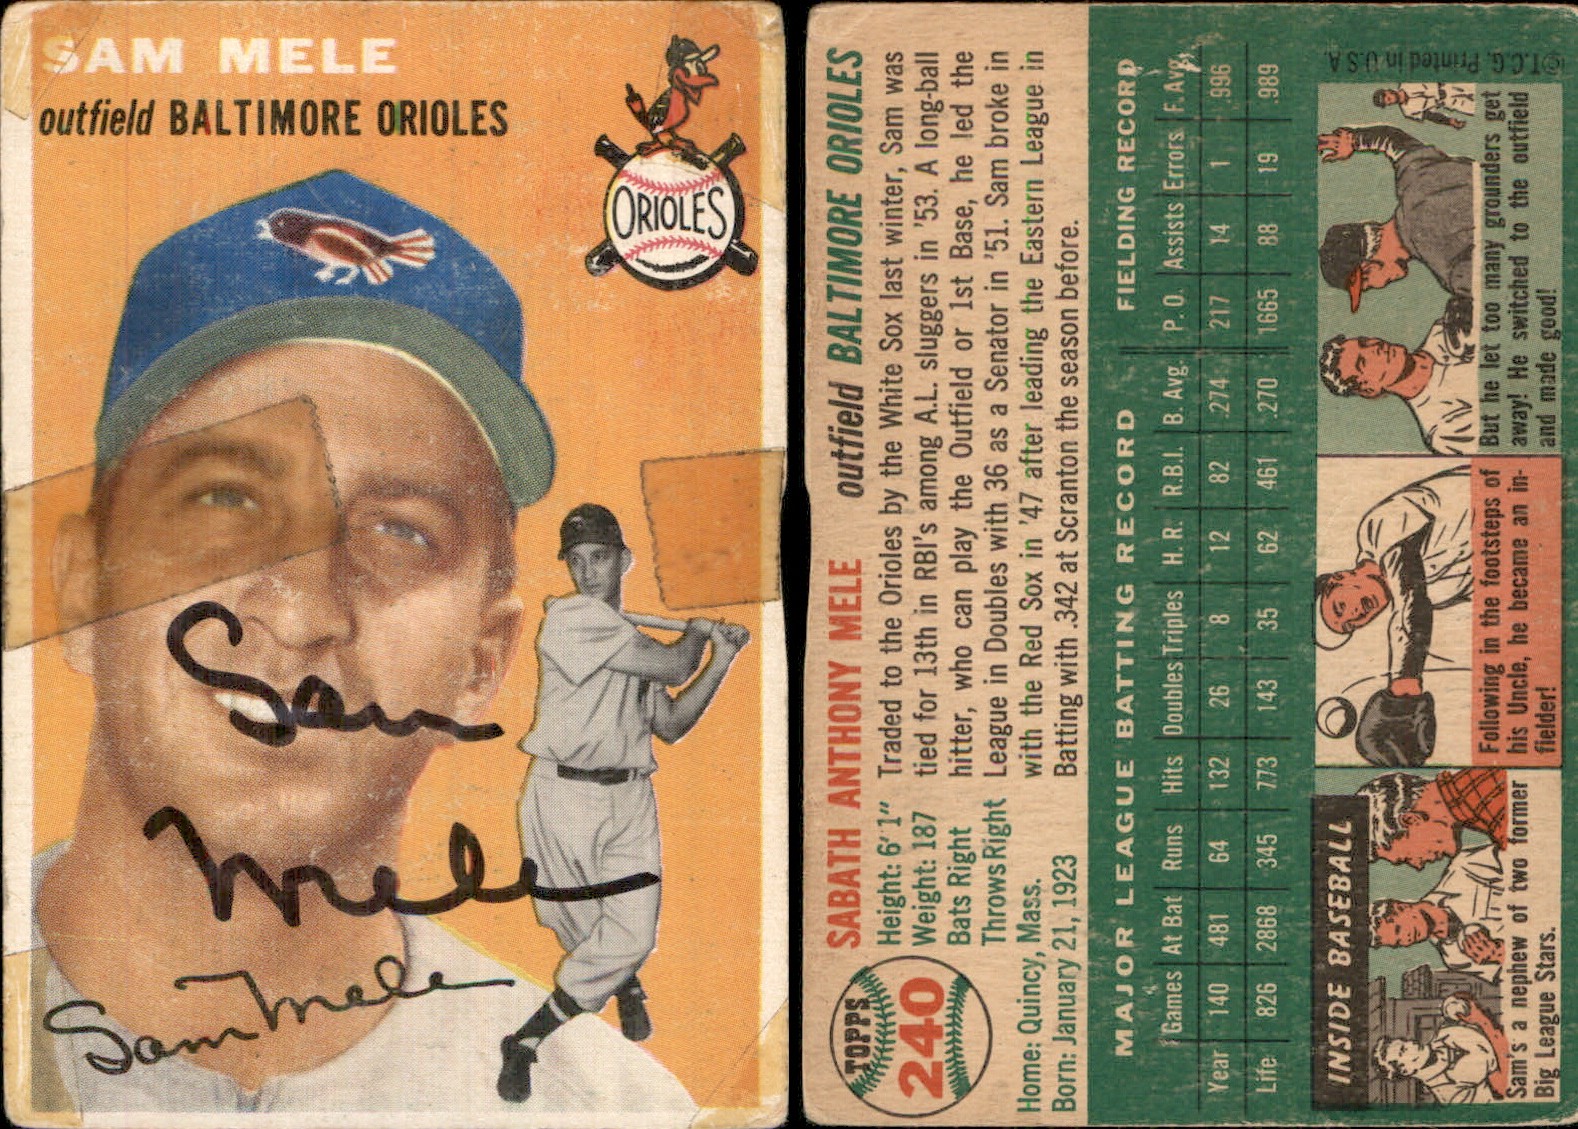 SAM MELE
outfield BALTIMORE ORIOLES
ORIOLES
Sam
Mele
Sam Mele
TOPPS
240
SABATH ANTHONY MELE outfield BALTIMORE ORIOLES
Height: 6'1"
Weight: 187
Bats Right
Throws Right
Home: Quincy, Mass.
Born: January 21, 1923
Traded to the Orioles by the White Sox last winter, Sam was
tied for 13th in RBI's among A.L. sluggers in '53. A long-ball
hitter, who can play the Outfield or 1st Base, he led the
League in Doubles with 36 as a Senator in '51. Sam broke in
with the Red Sox in '47 after leading the Eastern League in
Batting with .342 at Scranton the season before.
MAJOR LEAGUE BATTING RECORD FIELDING RECORD
Games At Bat Runs Hits Doubles Triples H.R. R.B.I. B. Avg. P.O. Assists Errors F. Avg.
Year 140 481 64 132 26 8 12 82 .274 217 14 1 .996
Life 826 2868 345 773 143 35 62 461 .270 1665 88 19 .989
INSIDE BASEBALL
Sam's a nephew of two former
Big League Stars.
Following in the footsteps of
his Uncle, he became an in-
fielder!
But he let too many grounders get
away! He switched to the outfield
and made good!
©T.C.G. Printed in U.S.A